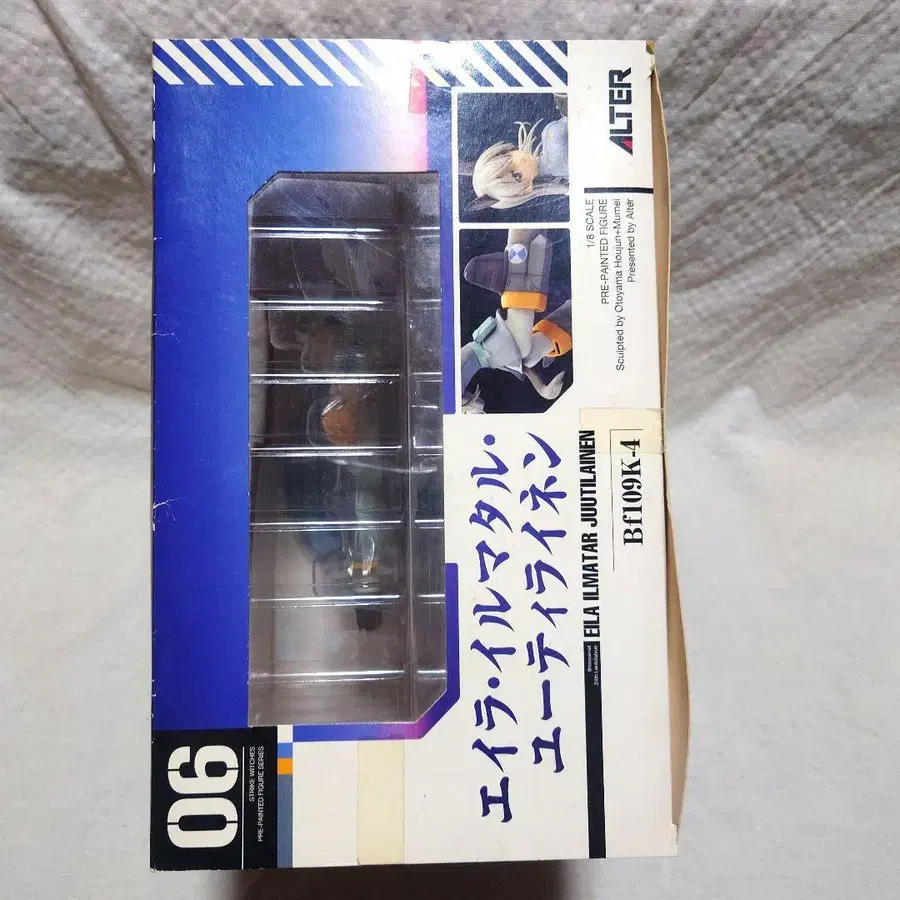 ALTER
1/8 SCALE
PRE-PAINTED FIGURE
Sculpted by Otoyama Houjun+Mumei
Presented by Alter
エイラ・イルマタル・
ユーティライネン
EILA ILMATAR JUUTILAINEN
Bf109K-4
06
STRIKE WITCHES
PRE-PAINTED FIGURE SERIES